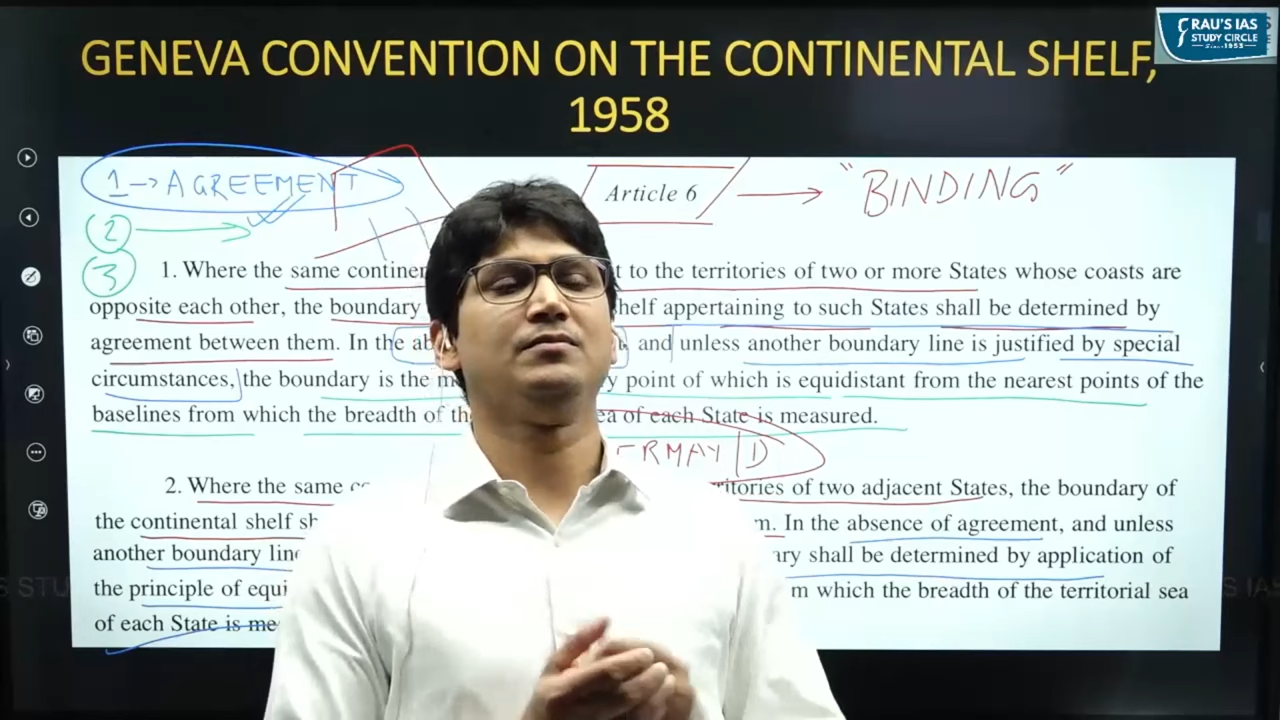 RAU'S IAS
STUDY CIRCLE
Since 1953
GENEVA CONVENTION ON THE CONTINENTAL SHELF,
1958
1 → AGREEMENT
Article 6 → "BINDING"
2 →
3
1. Where the same t to the territories of two or more States whose coasts are
opposite each other, the boundary shelf appertaining to such States shall be determined by
agreement between them. In the and unless another boundary line is justified by special
circumstances, the boundary is the y point of which is equidistant from the nearest points of the
baselines from which the breadth of ea of each State is measured.
RMAY D
2. Where the same ritories of two adjacent States, the boundary of
the continental shelf m. In the absence of agreement, and unless
another boundary line ary shall be determined by application of
the principle of m which the breadth of the territorial sea
of each State is
S STU S IAS